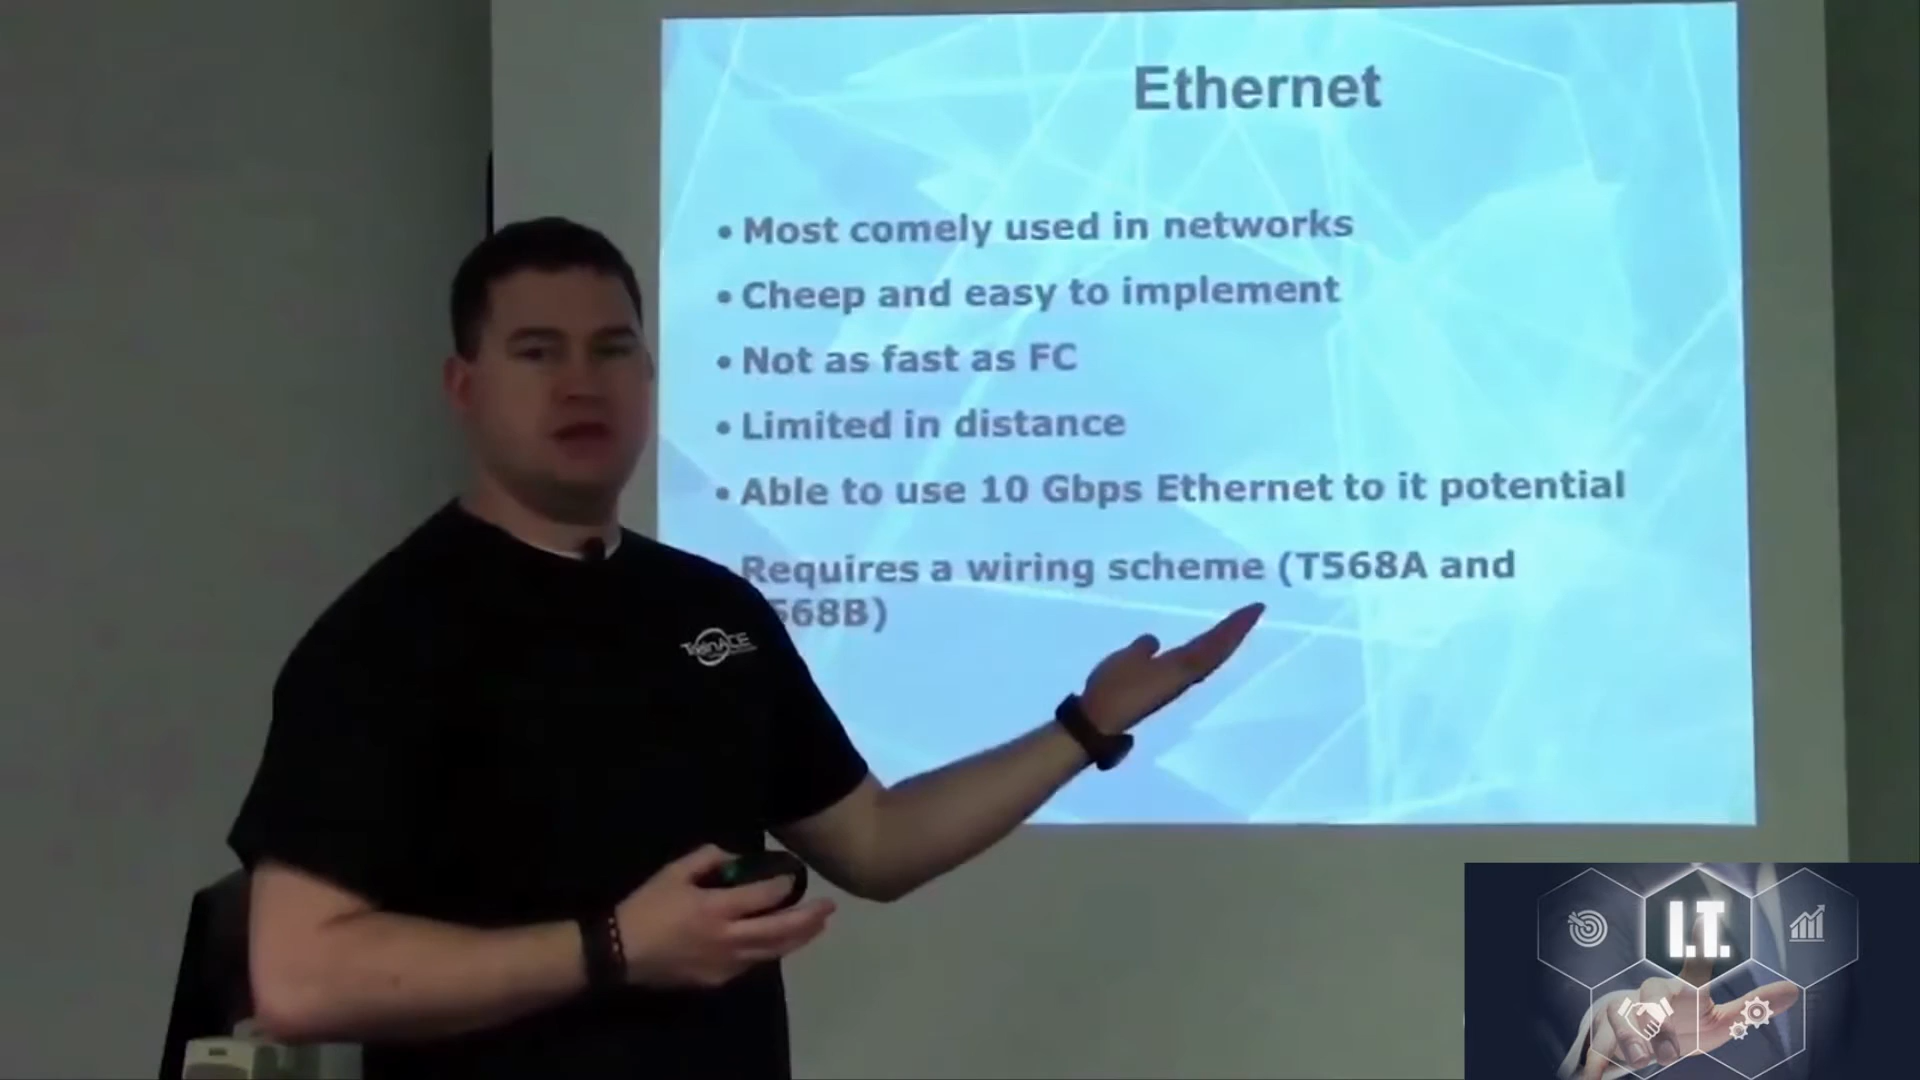 Ethernet
• Most comely used in networks
• Cheep and easy to implement
• Not as fast as FC
• Limited in distance
• Able to use 10 Gbps Ethernet to it potential
Requires a wiring scheme (T568A and
568B)
TrainACE
I.T.